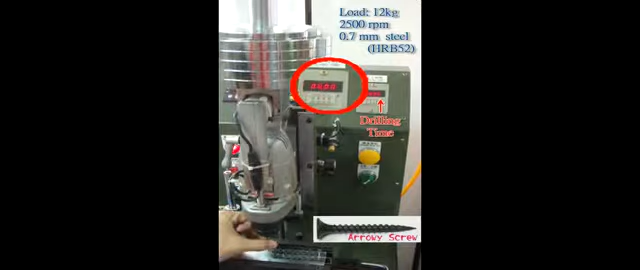 Load: 12kg
2500 rpm
0.7 mm steel
(HRB52)
Drilling
Time
Arrowy Screw